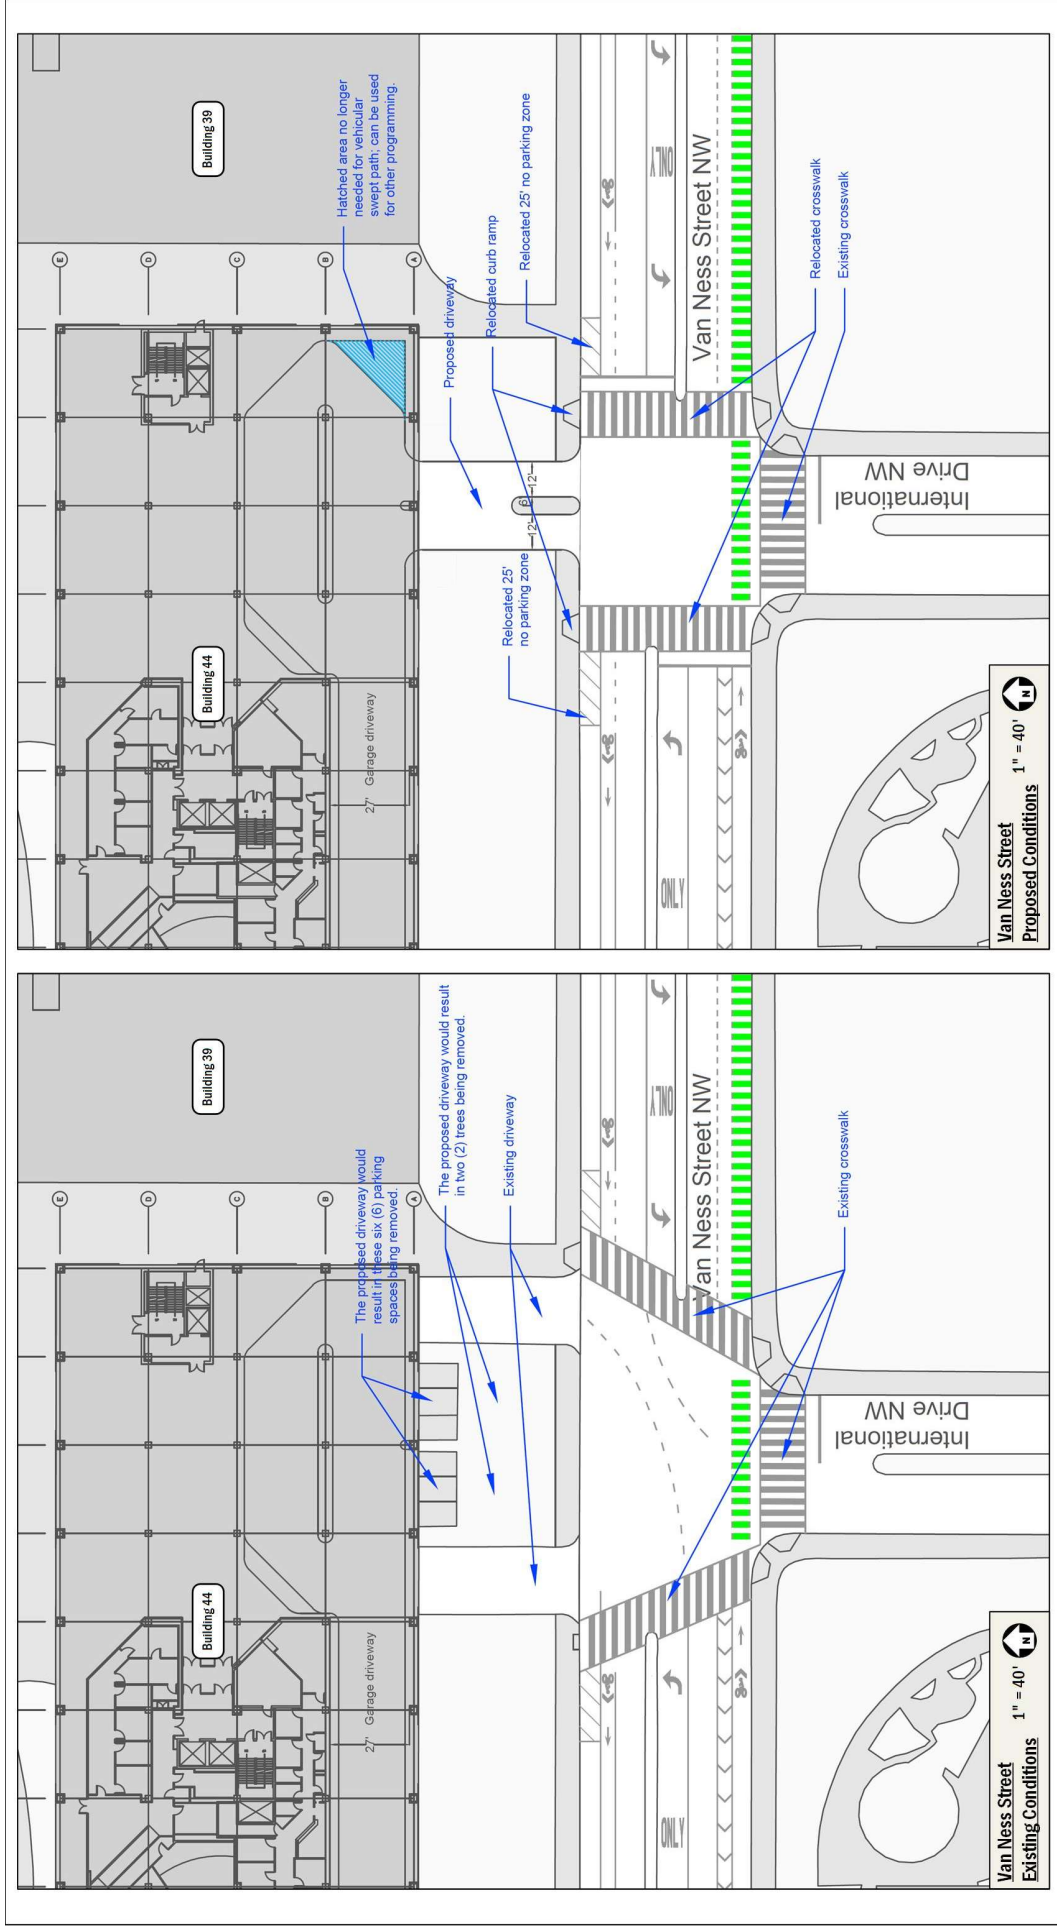 Building 44
Building 39
E
D
C
B
A
27' Garage driveway
The proposed driveway would
result in these six (6) parking
spaces being removed.
The proposed driveway would result
in two (2) trees being removed.
Existing driveway
ONLY
ONLY
Van Ness Street NW
Existing crosswalk
International
Drive NW
Van Ness Street
Existing Conditions
1" = 40'
N
Building 44
Building 39
E
D
C
B
A
27' Garage driveway
Hatched area no longer
needed for vehicular
swept path; can be used
for other programming.
Proposed driveway
Relocated curb ramp
Relocated 25'
no parking zone
Relocated 25' no parking zone
12'
6'
12'
ONLY
ONLY
Van Ness Street NW
Relocated crosswalk
Existing crosswalk
International
Drive NW
Van Ness Street
Proposed Conditions
1" = 40'
N